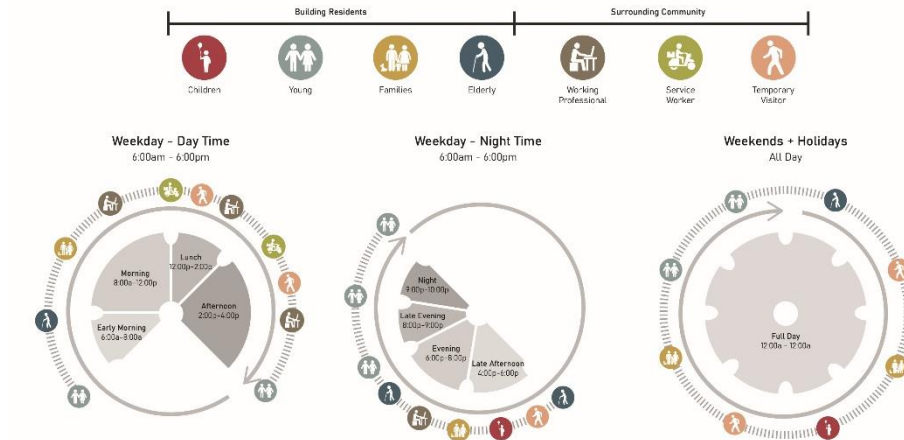 Building Residents
Surrounding Community
Children
Young
Families
Elderly
Working
Professional
Service
Worker
Temporary
Visitor
Weekday - Day Time
6:00am - 6:00pm
Lunch
12:00p-2:00p
Morning
8:00a-12:00p
Afternoon
2:00p-4:00p
Early Morning
6:00a-8:00a
Weekday - Night Time
6:00am - 6:00pm
Night
9:00p-10:00p
Late Evening
8:00p-9:00p
Evening
6:00p-8:00p
Late Afternoon
4:00p-6:00p
Weekends + Holidays
All Day
Full Day
12:00a - 12:00a